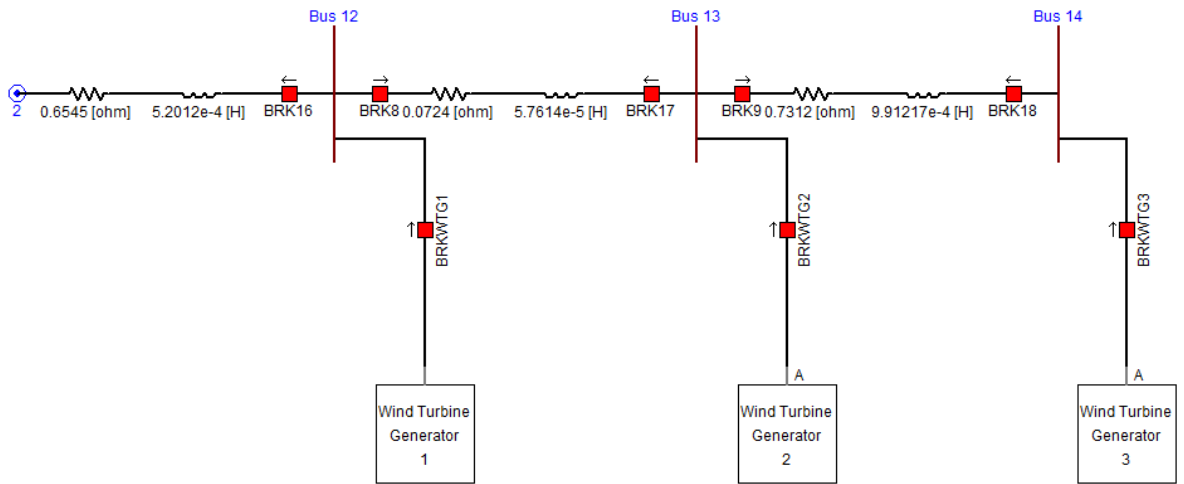 Bus 12
Bus 13
Bus 14
2
0.6545 [ohm]
5.2012e-4 [H]
BRK16
BRK8
0.0724 [ohm]
5.7614e-5 [H]
BRK17
BRK9
0.7312 [ohm]
9.91217e-4 [H]
BRK18
BRKWTG1
BRKWTG2
BRKWTG3
Wind Turbine
Generator
1
A
Wind Turbine
Generator
2
A
Wind Turbine
Generator
3